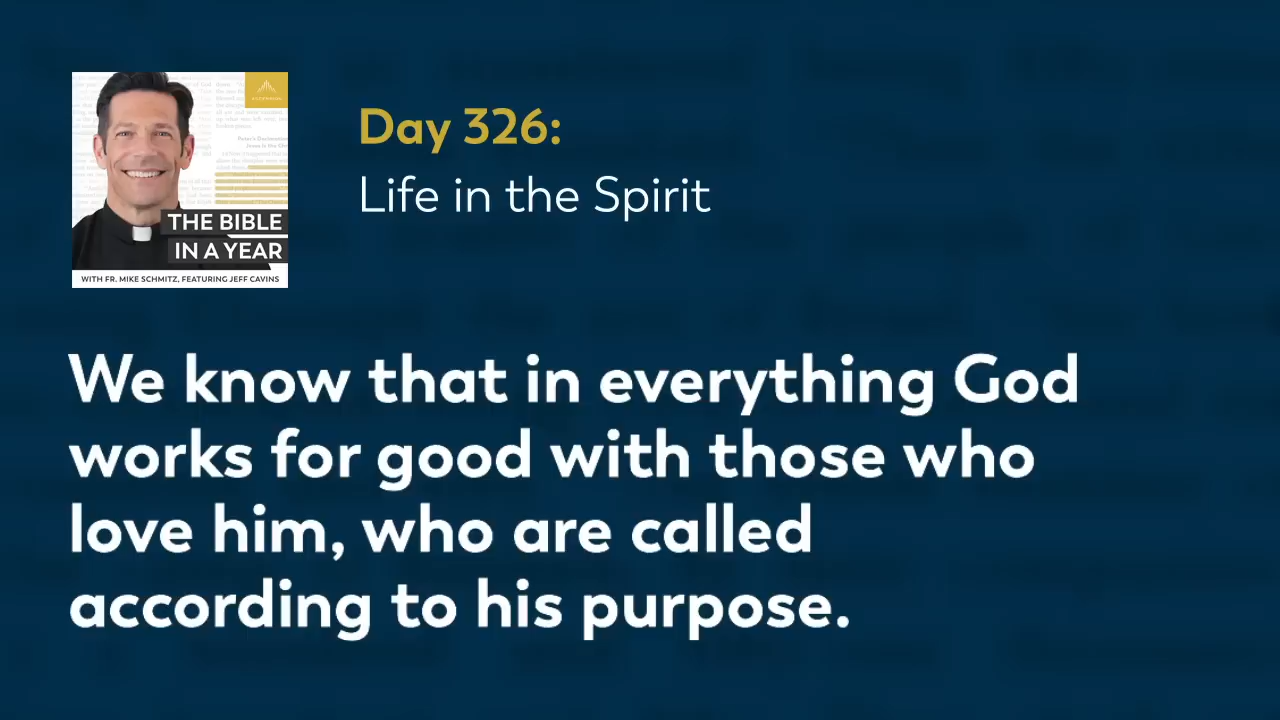 Day 326:
Life in the Spirit
THE BIBLE
IN A YEAR
WITH FR. MIKE SCHMITZ, FEATURING JEFF CAVINS
We know that in everything God
works for good with those who
love him, who are called
according to his purpose.